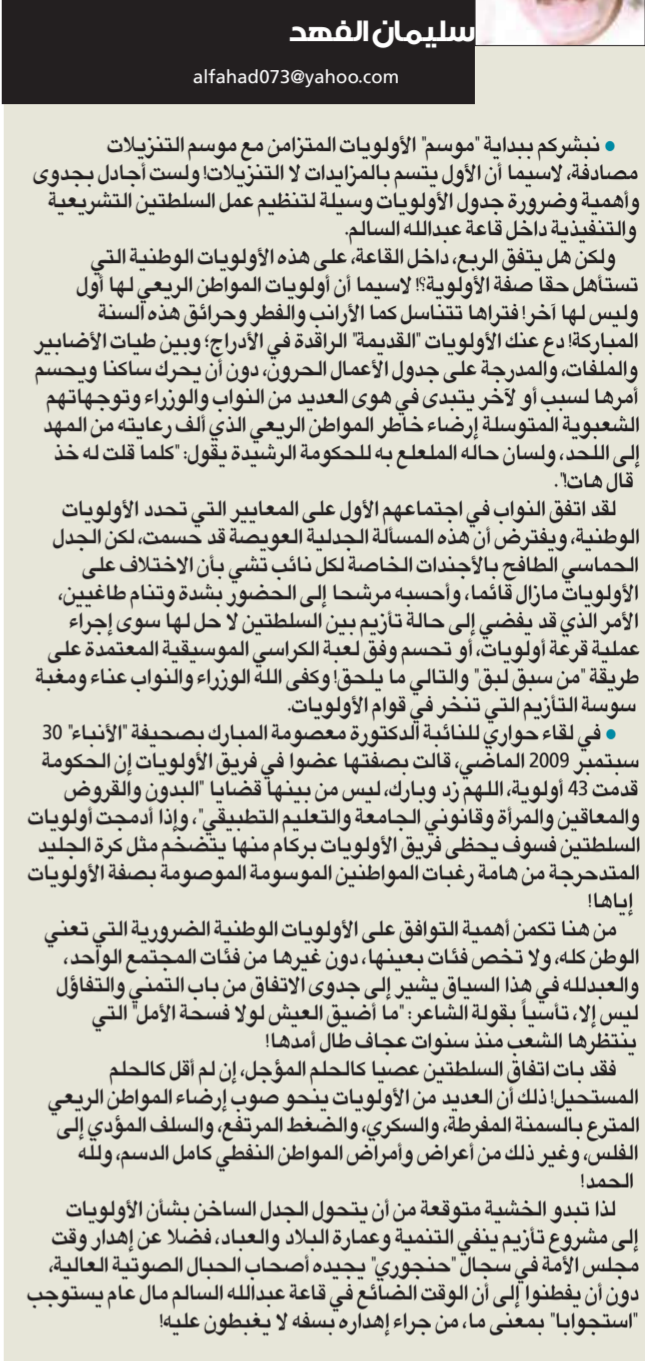 سليمان الفهد
alfahad073@yahoo.com
• نبشركم ببداية "موسم" الأولويات المتزامن مع موسم التنزيلات
مصادفة، لاسيما أن الأول يتسم بالمزايدات لا التنزيلات! ولست أجادل بجدوى
وأهمية وضرورة جدول الأولويات وسيلة لتنظيم عمل السلطتين التشريعية
والتنفيذية داخل قاعة عبدالله السالم.
ولكن هل يتفق الربع، داخل القاعة، على هذه الأولويات الوطنية التي
تستأهل حقا صفة الأولوية؟! لاسيما أن أولويات المواطن الريعي لها أول
وليس لها آخر! فتراها تتناسل كما الأرانب والفطر وحرائق هذه السنة
المباركة! دع عنك الأولويات "القديمة" الراقدة في الأدراج؛ وبين طيات الأضابير
والملفات، والمدرجة على جدول الأعمال الحرون، دون أن يحرك ساكنا ويحسم
أمرها لسبب أو لآخر يتبدى في هوى العديد من النواب والوزراء وتوجهاتهم
الشعبوية المتوسلة إرضاء خاطر المواطن الريعي الذي ألف رعايته من المهد
إلى اللحد، ولسان حاله الملعلع به للحكومة الرشيدة يقول: "كلما قلت له خذ
قال هات!".
لقد اتفق النواب في اجتماعهم الأول على المعايير التي تحدد الأولويات
الوطنية، ويفترض أن هذه المسألة الجدلية العويصة قد حسمت، لكن الجدل
الحماسي الطافح بالأجندات الخاصة لكل نائب تشي بأن الاختلاف على
الأولويات مازال قائما، وأحسبه مرشحا إلى الحضور بشدة وتنام طاغيين،
الأمر الذي قد يفضي إلى حالة تأزيم بين السلطتين لا حل لها سوى إجراء
عملية قرعة أولويات، أو تحسم وفق لعبة الكراسي الموسيقية المعتمدة على
طريقة "من سبق لبق" والتالي ما يلحق! وكفى الله الوزراء والنواب عناء ومغبة
سوسة التأزيم التي تنخر في قوام الأولويات.
• في لقاء حواري للنائبة الدكتورة معصومة المبارك بصحيفة "الأنباء" 30
سبتمبر 2009 الماضي، قالت بصفتها عضوا في فريق الأولويات إن الحكومة
قدمت 43 أولوية، اللهم زد وبارك، ليس من بينها قضايا "البدون والقروض
والمعاقين والمرأة وقانوني الجامعة والتعليم التطبيقي"، وإذا أدمجت أولويات
السلطتين فسوف يحظى فريق الأولويات بركام منها يتضخم مثل كرة الجليد
المتدحرجة من هامة رغبات المواطنين الموسومة الموصومة بصفة الأولويات
إياها!
من هنا تكمن أهمية التوافق على الأولويات الوطنية الضرورية التي تعني
الوطن كله، ولا تخص فئات بعينها، دون غيرها من فئات المجتمع الواحد،
والعبدلله في هذا السياق يشير إلى جدوى الاتفاق من باب التمني والتفاؤل
ليس إلا، تأسياً بقولة الشاعر: "ما أضيق العيش لولا فسحة الأمل" التي
ينتظرها الشعب منذ سنوات عجاف طال أمدها!
فقد بات اتفاق السلطتين عصيا كالحلم المؤجل، إن لم أقل كالحلم
المستحيل! ذلك أن العديد من الأولويات ينحو صوب إرضاء المواطن الريعي
المترع بالسمنة المفرطة، والسكري، والضغط المرتفع، والسلف المؤدي إلى
الفلس، وغير ذلك من أعراض وأمراض المواطن النفطي كامل الدسم، ولله
الحمد!
لذا تبدو الخشية متوقعة من أن يتحول الجدل الساخن بشأن الأولويات
إلى مشروع تأزيم ينفي التنمية وعمارة البلاد والعباد، فضلا عن إهدار وقت
مجلس الأمة في سجال "حنجوري" يجيده أصحاب الحبال الصوتية العالية،
دون أن يفطنوا إلى أن الوقت الضائع في قاعة عبدالله السالم مال عام يستوجب
"استجوابا" بمعنى ما، من جراء إهداره بسفه لا يغبطون عليه!